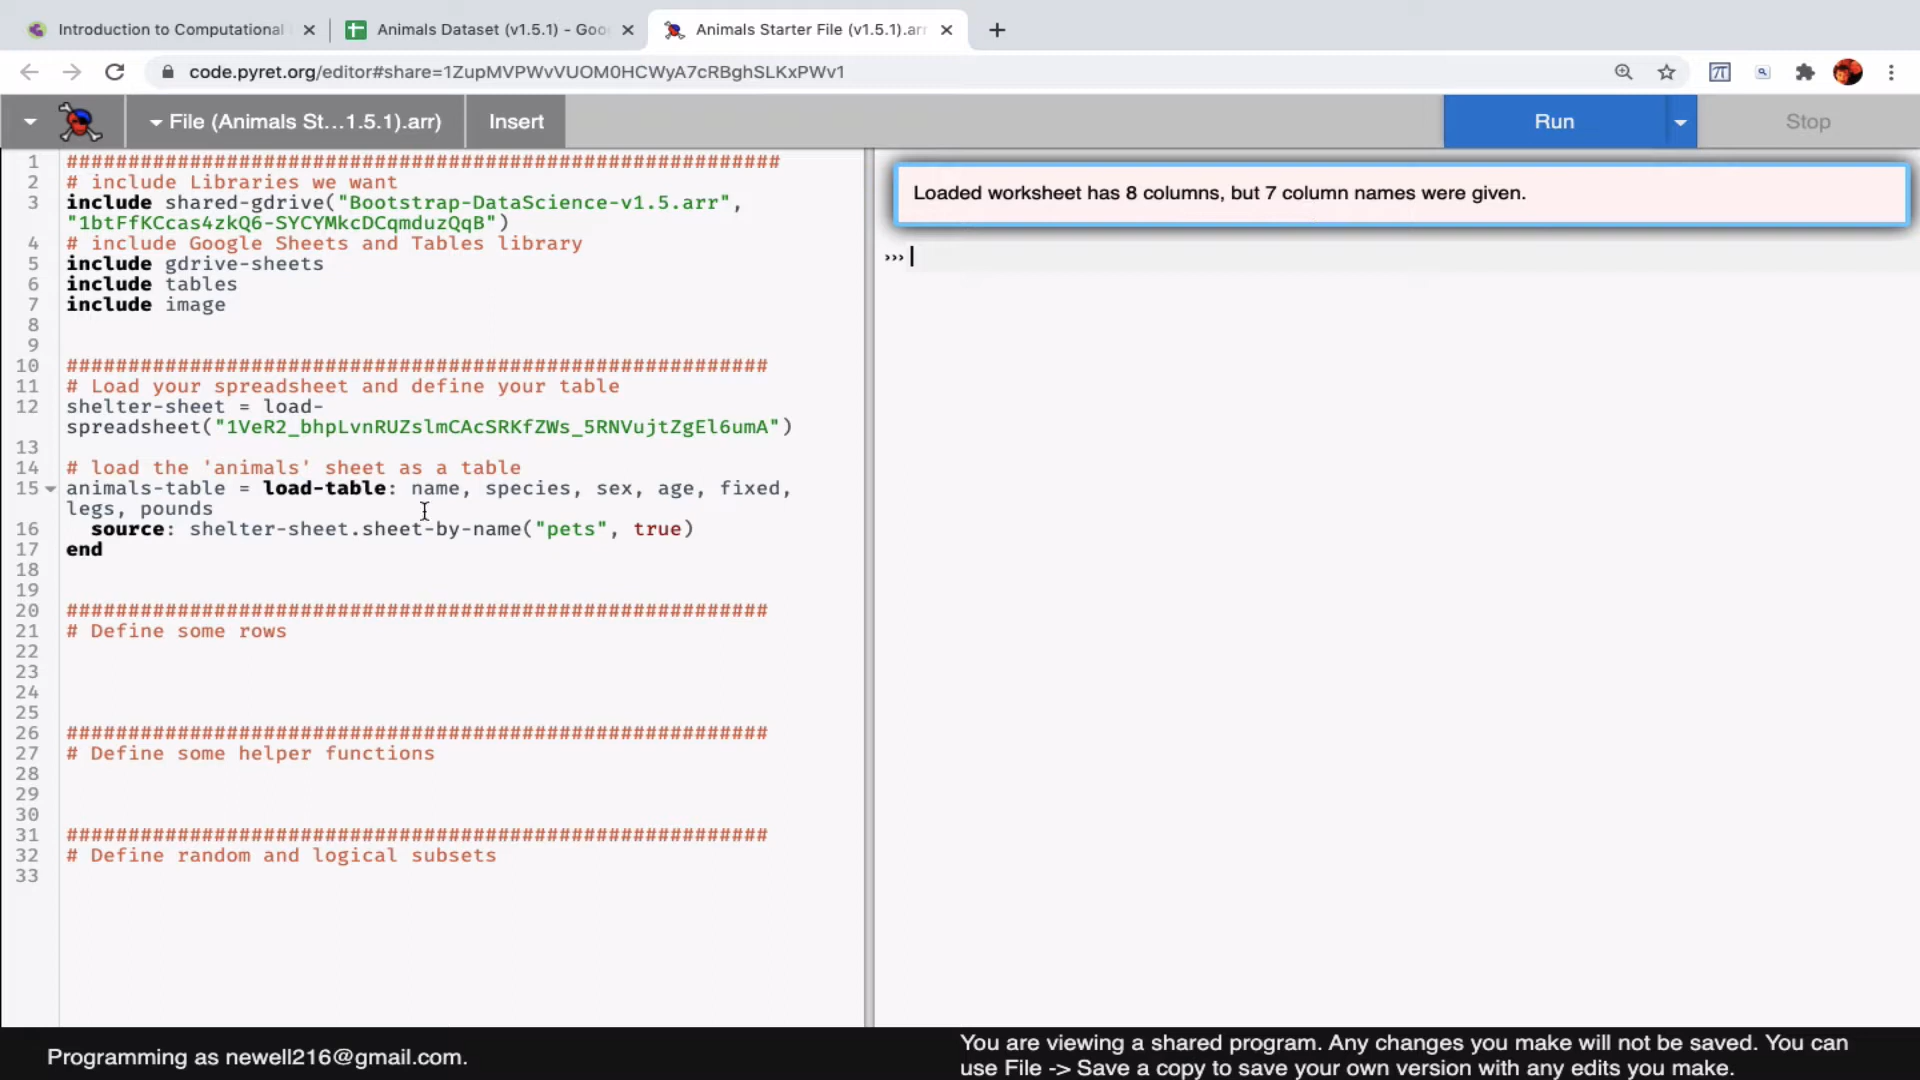 Introduction to Computational
Animals Dataset (v1.5.1) - Goo
Animals Starter File (v1.5.1).arr
code.pyret.org/editor#share=1ZupMVPWvVUOM0HCWyA7cRBghSLKxPWv1
File (Animals St...1.5.1).arr)
Insert
Run
Stop
1 ##########################################################
2 # include Libraries we want
3 include shared-gdrive("Bootstrap-DataScience-v1.5.arr",
"1btFfKCcas4zkQ6-SYCYMkcDCqmduzQqB")
4 # include Google Sheets and Tables library
5 include gdrive-sheets
6 include tables
7 include image
8
9
10 #########################################################
11 # Load your spreadsheet and define your table
12 shelter-sheet = load-
spreadsheet("1VeR2_bhpLvnRUZslmCAcSRKfZWs_5RNVujtZgEl6umA")
13
14 # load the 'animals' sheet as a table
15 animals-table = load-table: name, species, sex, age, fixed,
legs, pounds
16 source: shelter-sheet.sheet-by-name("pets", true)
17 end
18
19
20 #########################################################
21 # Define some rows
22
23
24
25
26 #########################################################
27 # Define some helper functions
28
29
30
31 #########################################################
32 # Define random and logical subsets
33
Loaded worksheet has 8 columns, but 7 column names were given.
›››
Programming as newell216@gmail.com.
You are viewing a shared program. Any changes you make will not be saved. You can
use File -> Save a copy to save your own version with any edits you make.